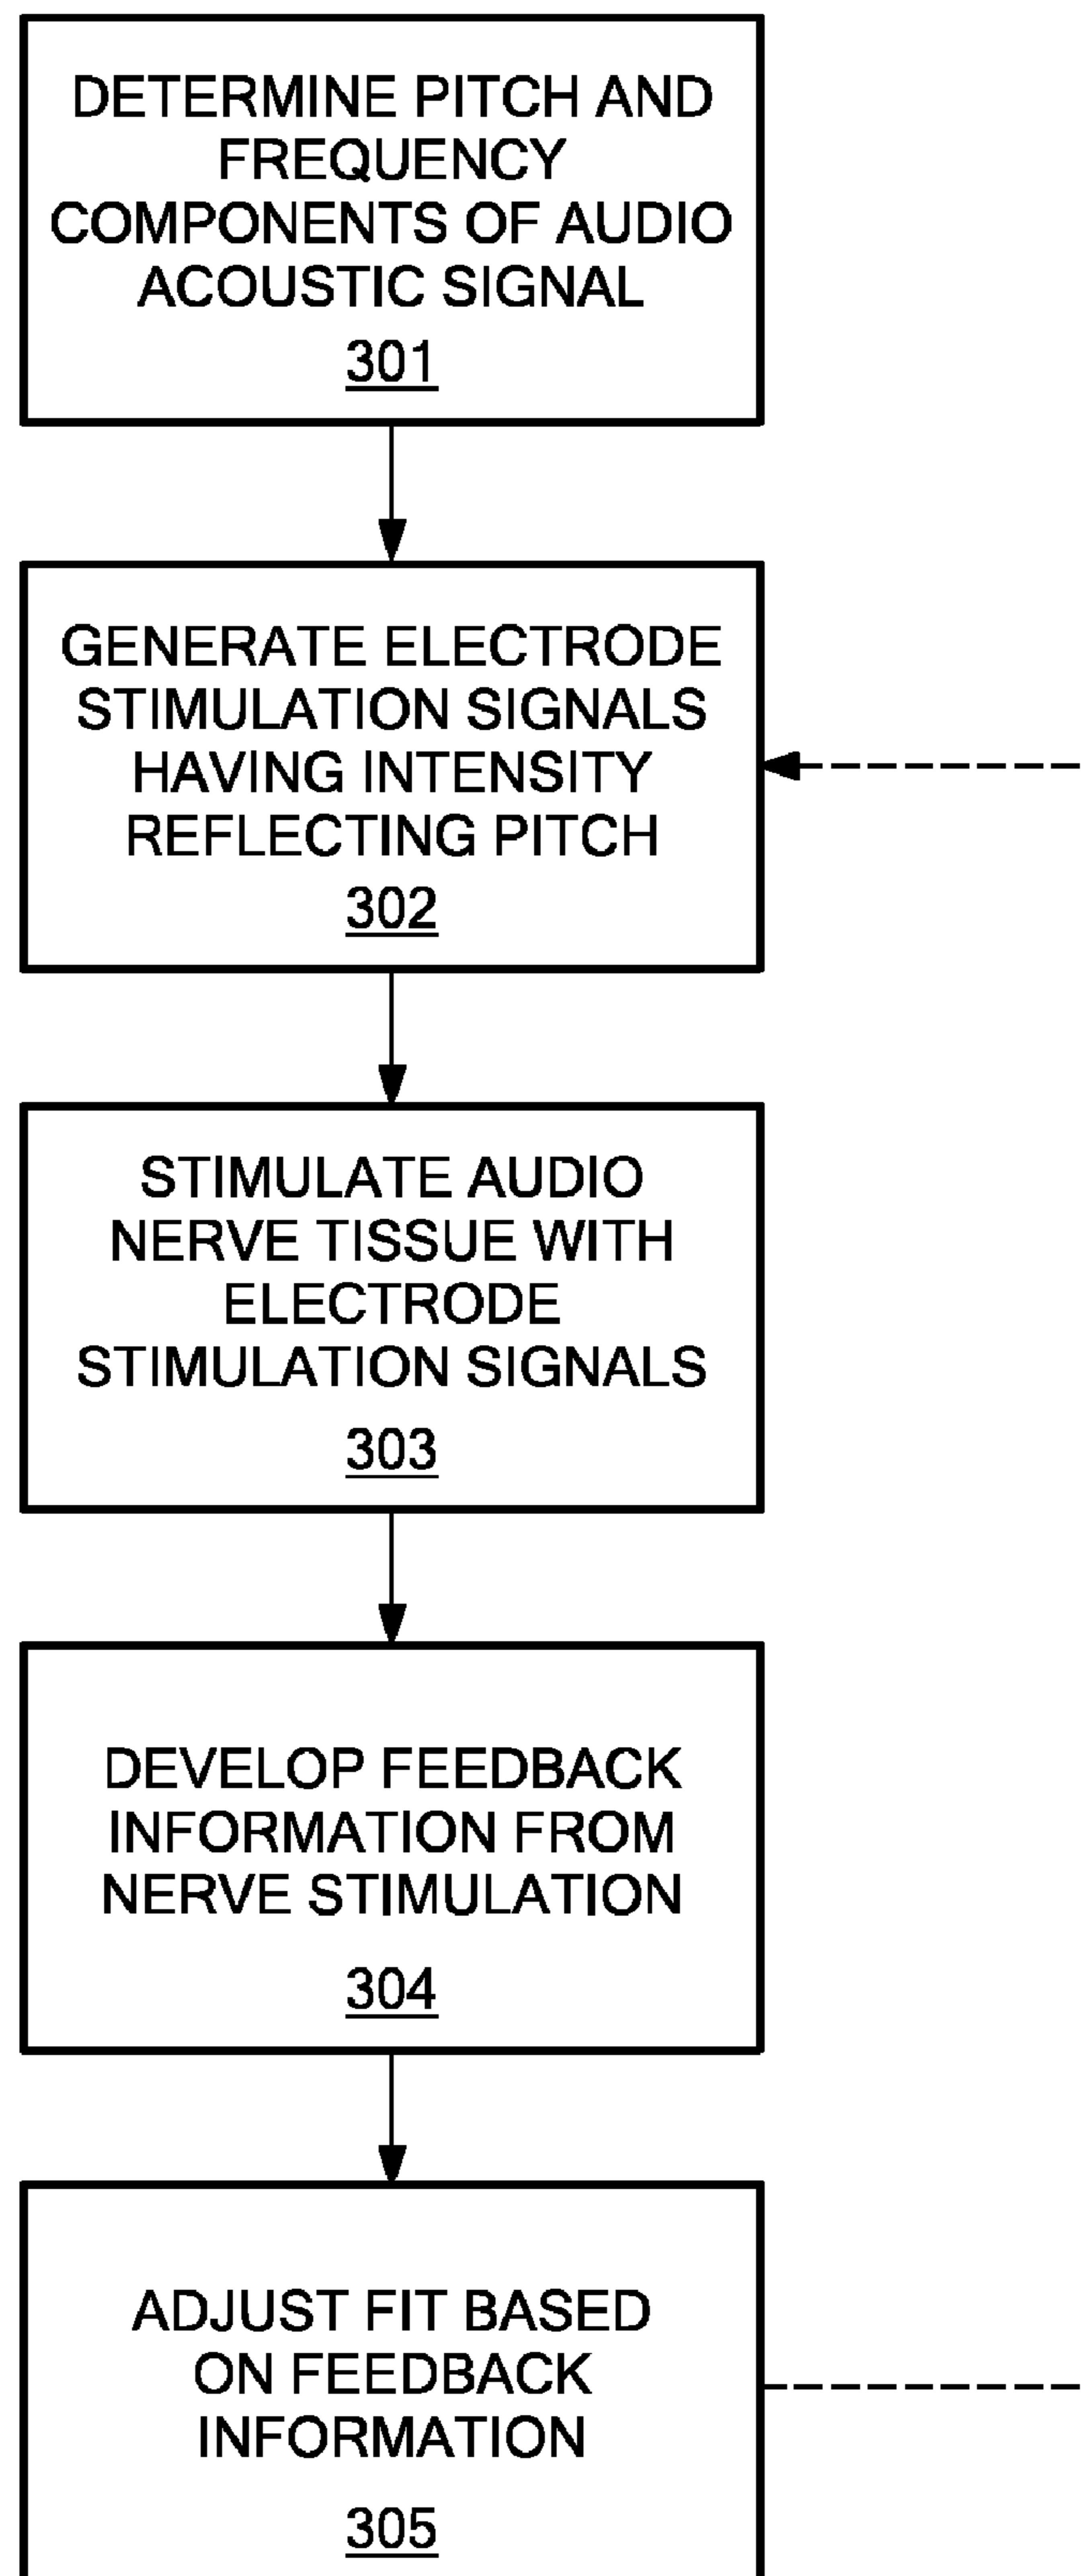 DETERMINE PITCH AND
FREQUENCY
COMPONENTS OF AUDIO
ACOUSTIC SIGNAL
301
GENERATE ELECTRODE
STIMULATION SIGNALS
HAVING INTENSITY
REFLECTING PITCH
302
STIMULATE AUDIO
NERVE TISSUE WITH
ELECTRODE
STIMULATION SIGNALS
303
DEVELOP FEEDBACK
INFORMATION FROM
NERVE STIMULATION
304
ADJUST FIT BASED
ON FEEDBACK
INFORMATION
305